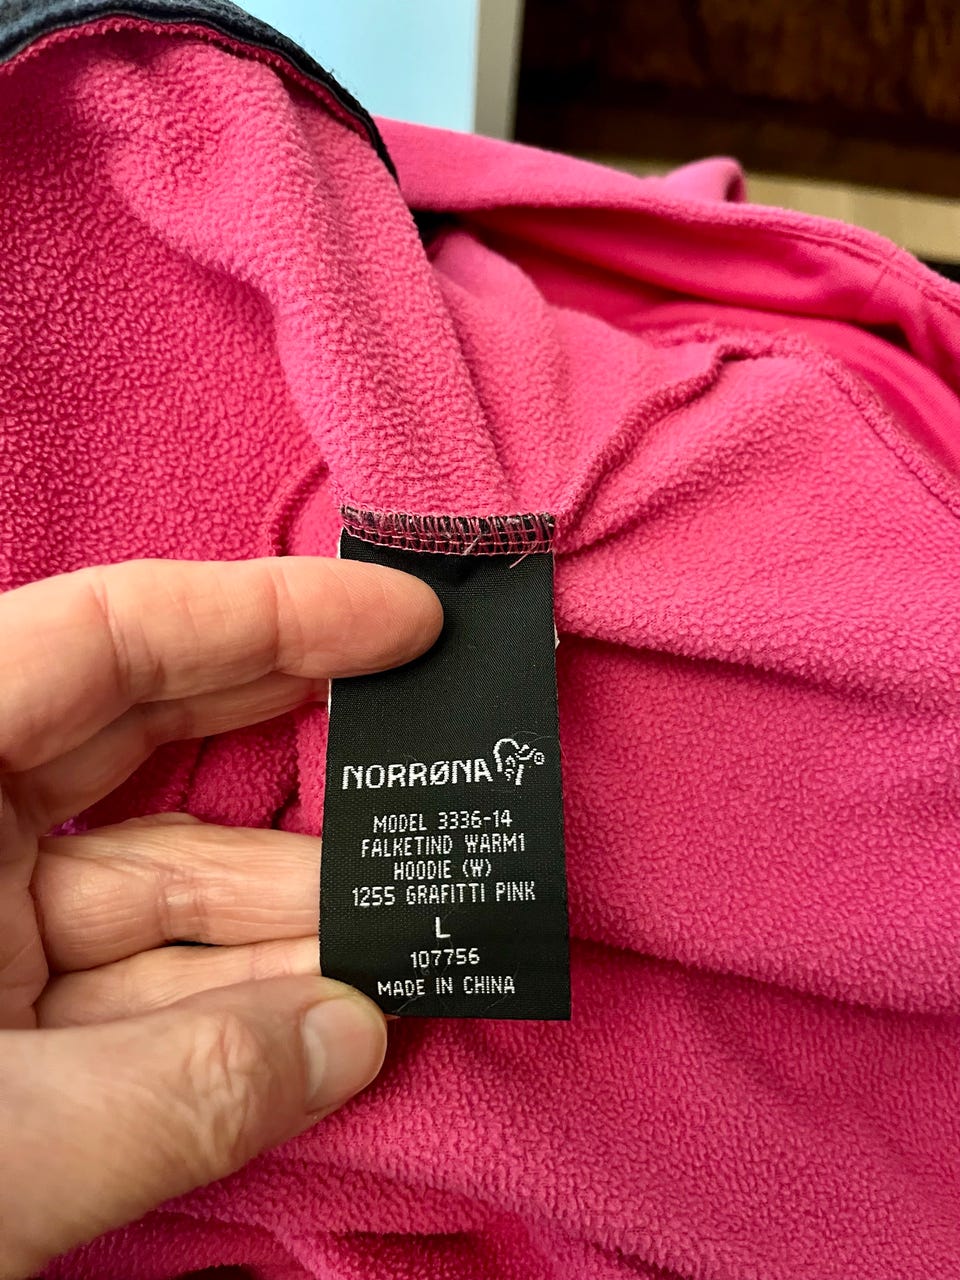 NORRØNA
MODEL 3336-14
FALKETIND WARM1
HOODIE (W)
1255 GRAFITTI PINK
L
107756
MADE IN CHINA